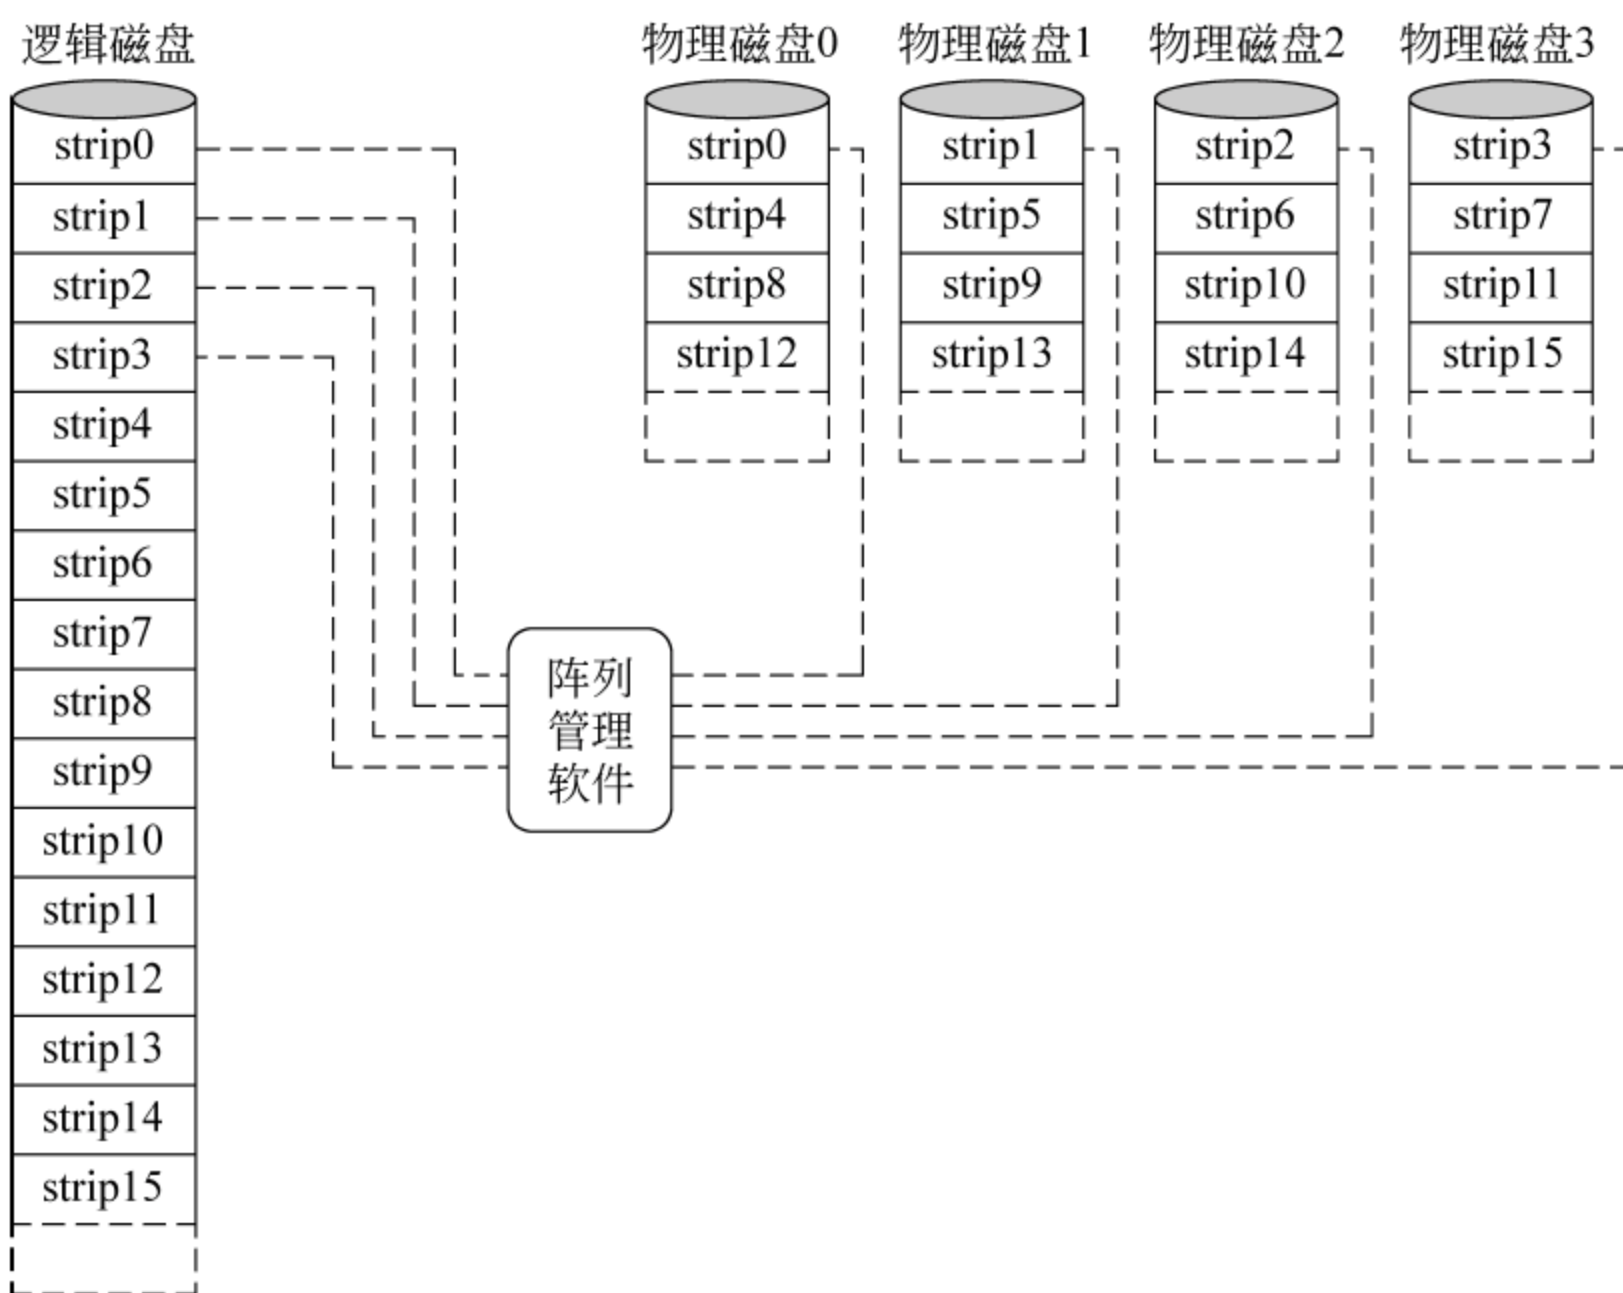 逻辑磁盘
strip0
strip1
strip2
strip3
strip4
strip5
strip6
strip7
strip8
strip9
strip10
strip11
strip12
strip13
strip14
strip15
阵列
管理
软件
物理磁盘0
strip0
strip4
strip8
strip12
物理磁盘1
strip1
strip5
strip9
strip13
物理磁盘2
strip2
strip6
strip10
strip14
物理磁盘3
strip3
strip7
strip11
strip15